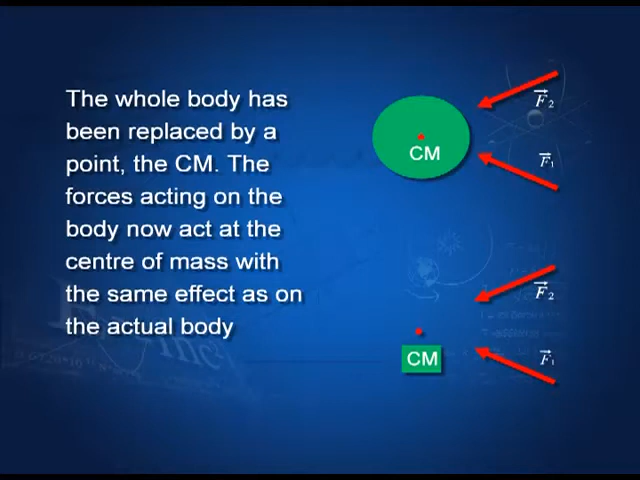 The whole body has
been replaced by a
point, the CM. The
forces acting on the
body now act at the
centre of mass with
the same effect as on
the actual body
F₂
CM
F₁
F₂
CM
F₁